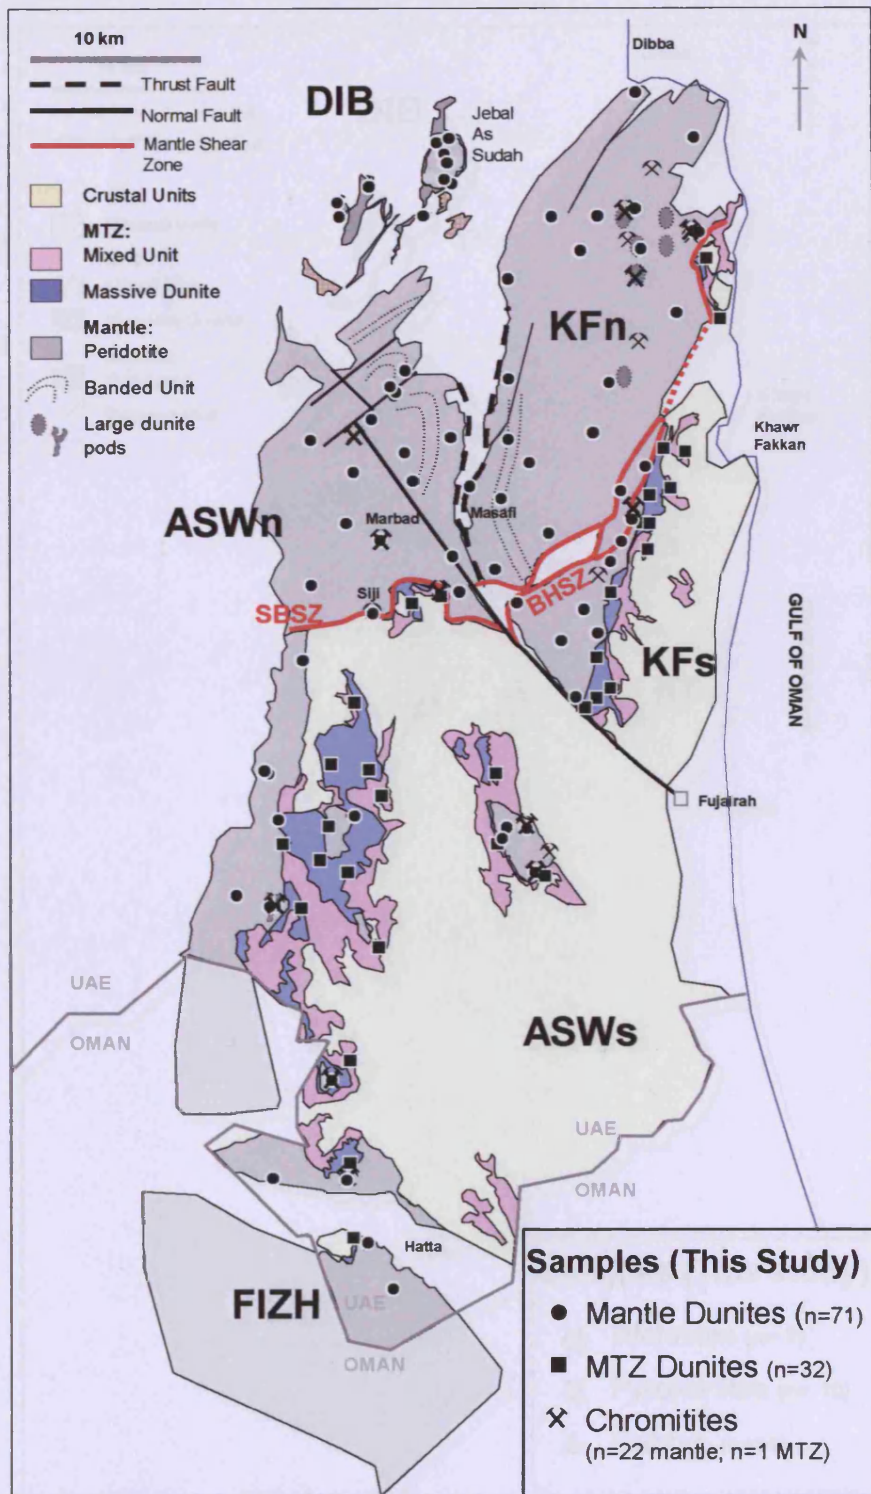 10 km
Thrust Fault
Normal Fault
Mantle Shear
Zone
Crustal Units
MTZ:
Mixed Unit
Massive Dunite
Mantle:
Peridotite
Banded Unit
Large dunite
pods
DIB
Jebal
As
Sudah
Dibba
N
KFn
Khawr
Fakkan
ASWn
Marbad
Masafi
Siji
SBSZ
BHSZ
KFs
GULF OF OMAN
Fujairah
UAE
OMAN
ASWs
UAE
OMAN
Hatta
FIZH
UAE
OMAN
Samples (This Study)
Mantle Dunites (n=71)
MTZ Dunites (n=32)
Chromitites
(n=22 mantle; n=1 MTZ)